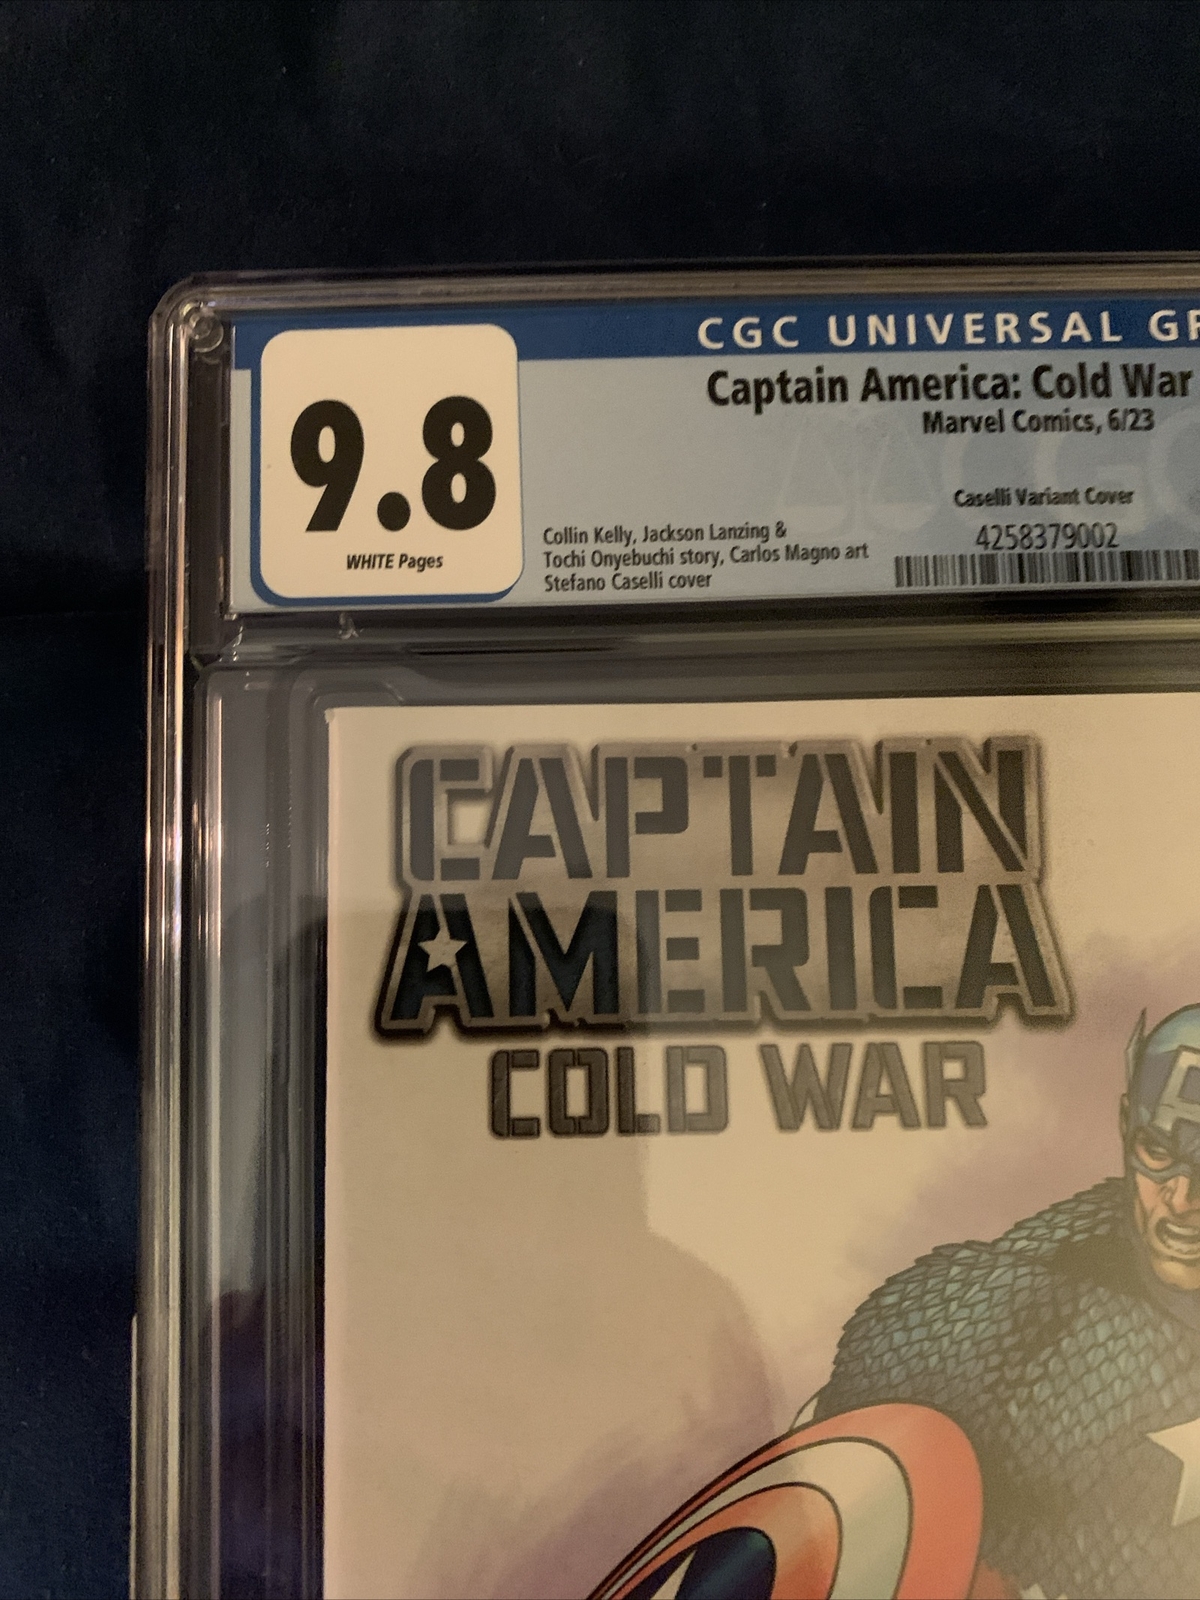 CGC UNIVERSAL GR
Captain America: Cold War
Marvel Comics, 6/23
9.8
WHITE Pages
Caselli Variant Cover
4258379002
Collin Kelly, Jackson Lanzing &
Tochi Onyebuchi story, Carlos Magno art
Stefano Caselli cover
CAPTAIN
AMERICA
COLD WAR